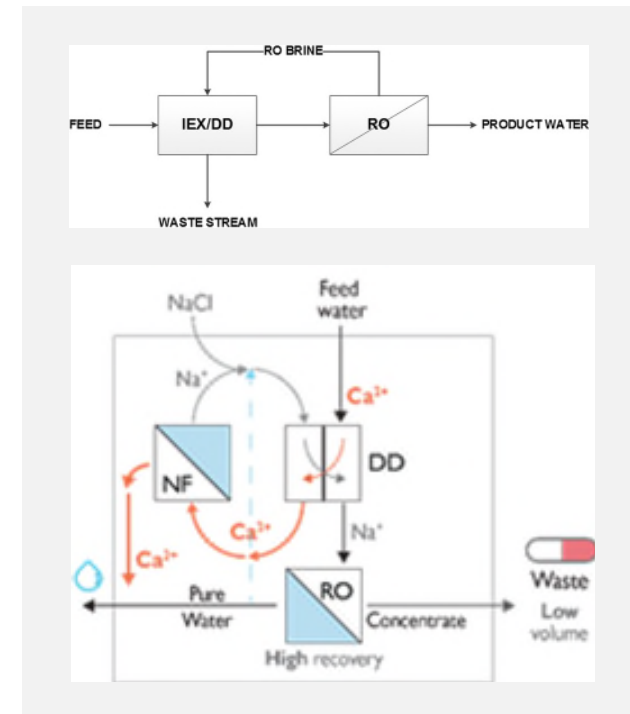 RO BRINE
FEED
IEX/DD
RO
PRODUCT WATER
WASTE STREAM
NaCl
Feed
water
Na⁺
Ca²⁺
NF
DD
Ca²⁺
Na⁺
Ca²⁺
Pure
Water
RO
Concentrate
High recovery
Waste
Low
volume